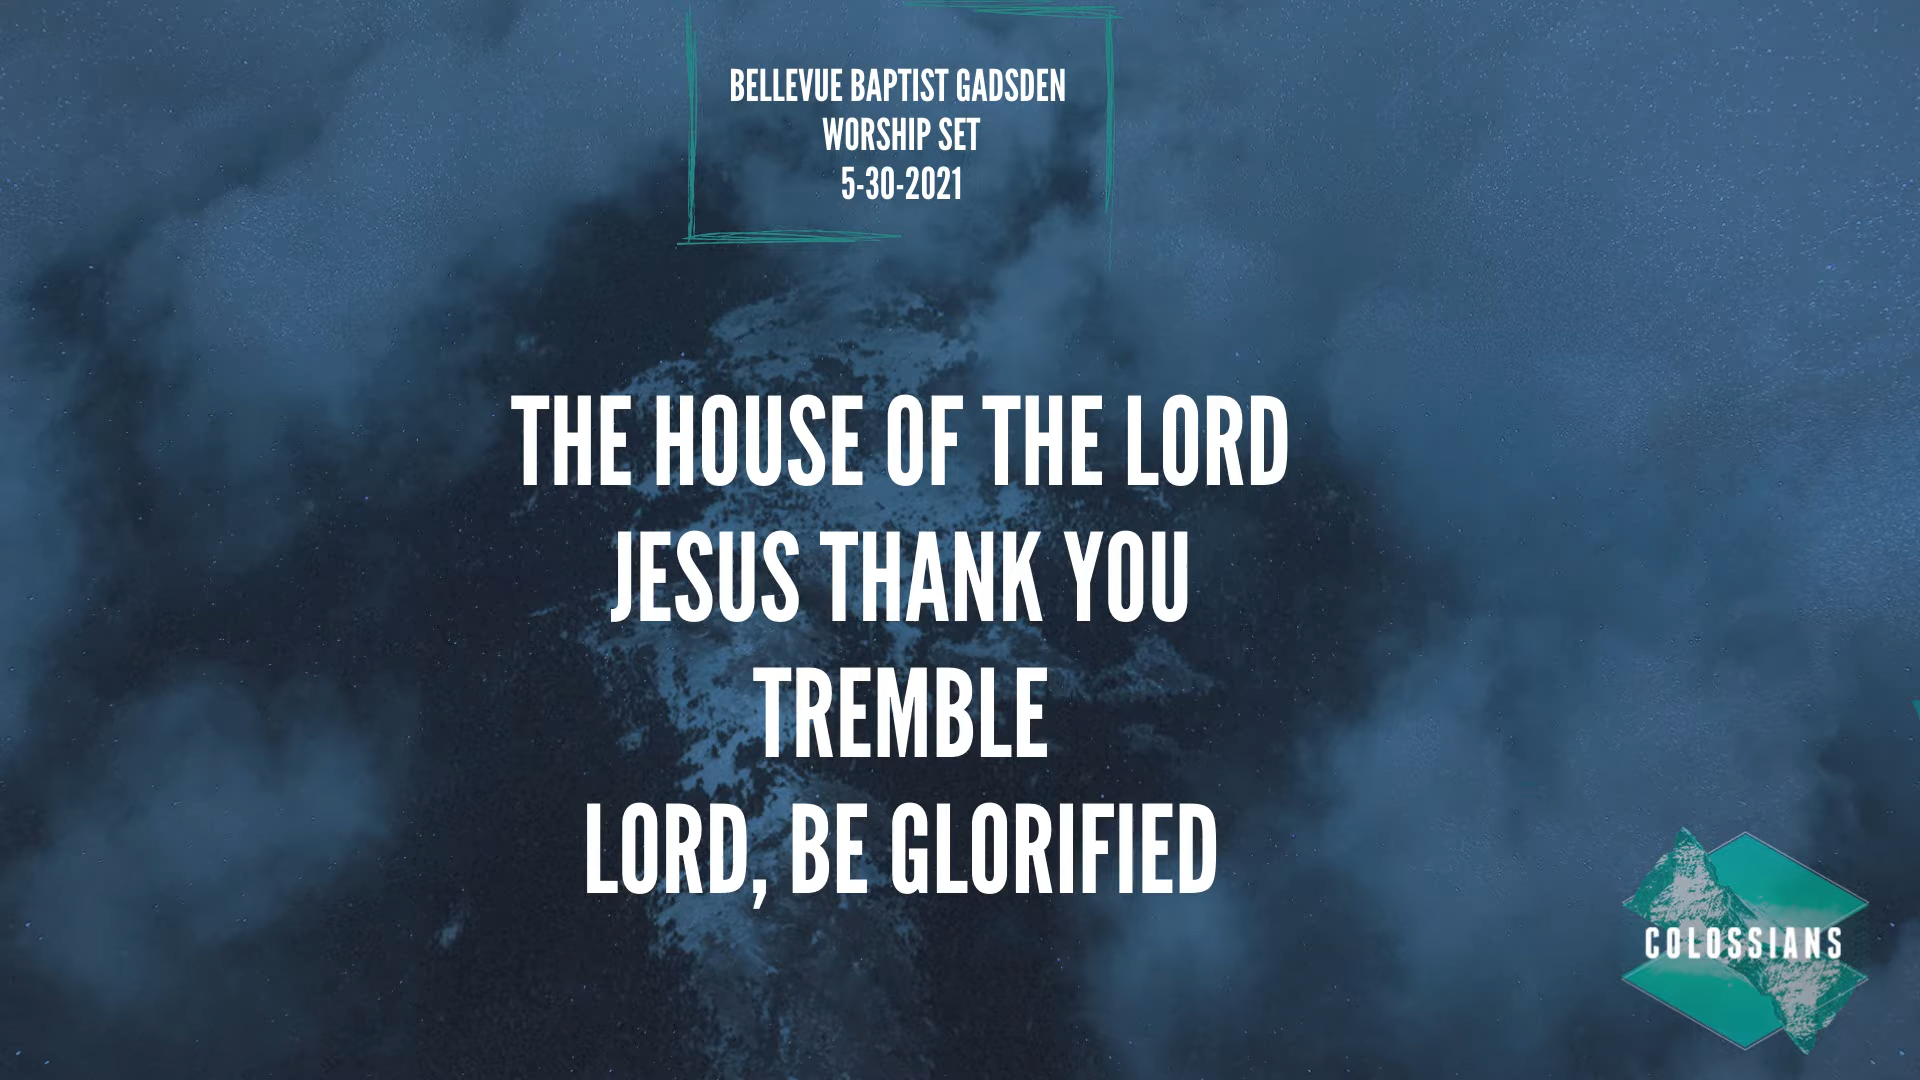 BELLEVUE BAPTIST GADSDEN
WORSHIP SET
5-30-2021
THE HOUSE OF THE LORD
JESUS THANK YOU
TREMBLE
LORD, BE GLORIFIED
COLOSSIANS